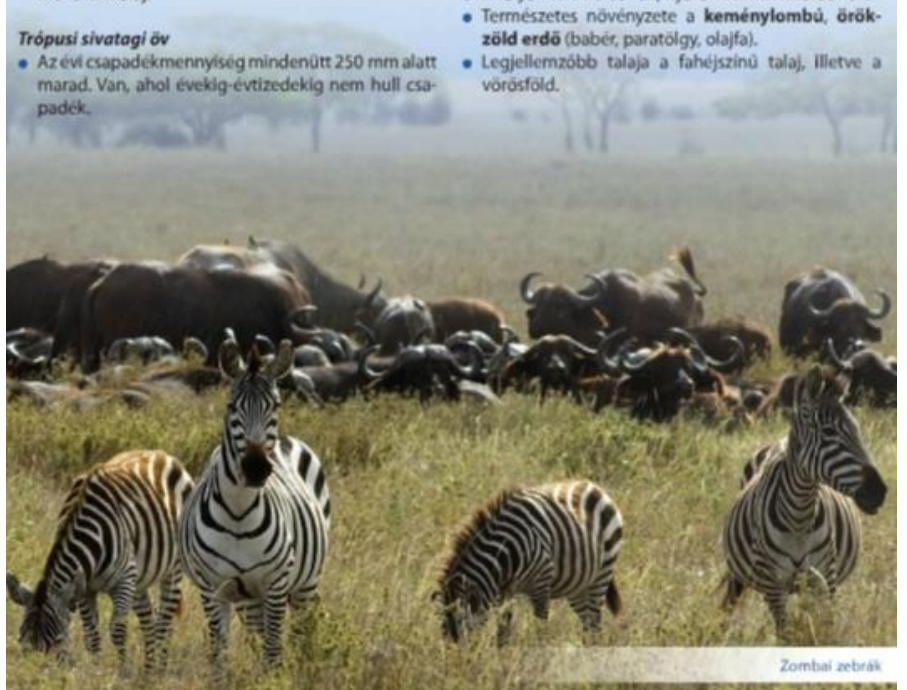 Trópusi sivatagi öv
• Az évi csapadékmennyiség mindenütt 250 mm alatt
marad. Van, ahol évekig-évtizedekig nem hull csa-
padék.
• Természetes növényzete a keménylombú, örök-
zöld erdő (babér, paratölgy, olajfa).
• Legjellemzőbb talaja a fahéjszínű talaj, illetve a
vörösföld.
Zombai zebrák